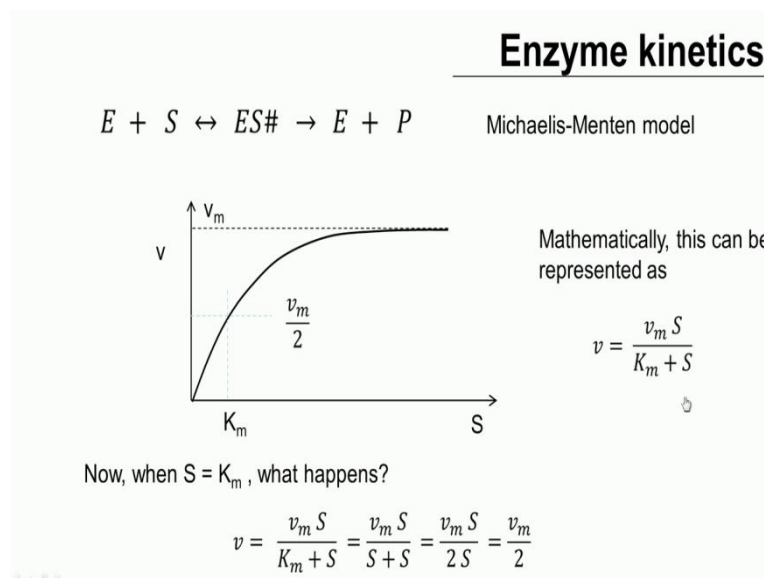 Enzyme kinetics
E + S ↔ ES# → E + P
Michaelis-Menten model
v_m
v
v_m / 2
K_m
S
Mathematically, this can be
represented as
v = v_m S / K_m + S
Now, when S = K_m , what happens?
v = v_m S / K_m + S = v_m S / S + S = v_m S / 2 S = v_m / 2